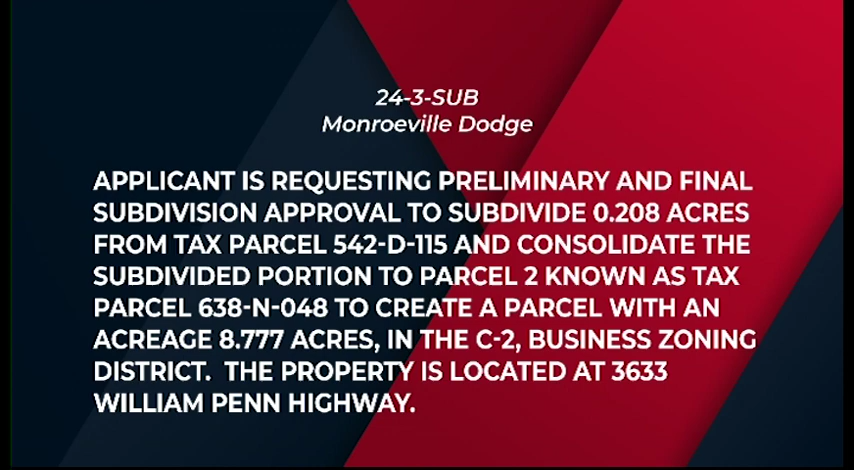 24-3-SUB
Monroeville Dodge
APPLICANT IS REQUESTING PRELIMINARY AND FINAL
SUBDIVISION APPROVAL TO SUBDIVIDE 0.208 ACRES
FROM TAX PARCEL 542-D-115 AND CONSOLIDATE THE
SUBDIVIDED PORTION TO PARCEL 2 KNOWN AS TAX
PARCEL 638-N-048 TO CREATE A PARCEL WITH AN
ACREAGE 8.777 ACRES, IN THE C-2, BUSINESS ZONING
DISTRICT.  THE PROPERTY IS LOCATED AT 3633
WILLIAM PENN HIGHWAY.